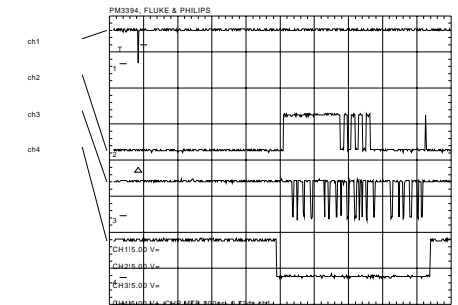 PM3394, FLUKE & PHILIPS
ch1
T
1
ch2
ch3
2
ch4
3
CH1!5.00 V=
CH2!5.00 V=
CH3!5.00 V=